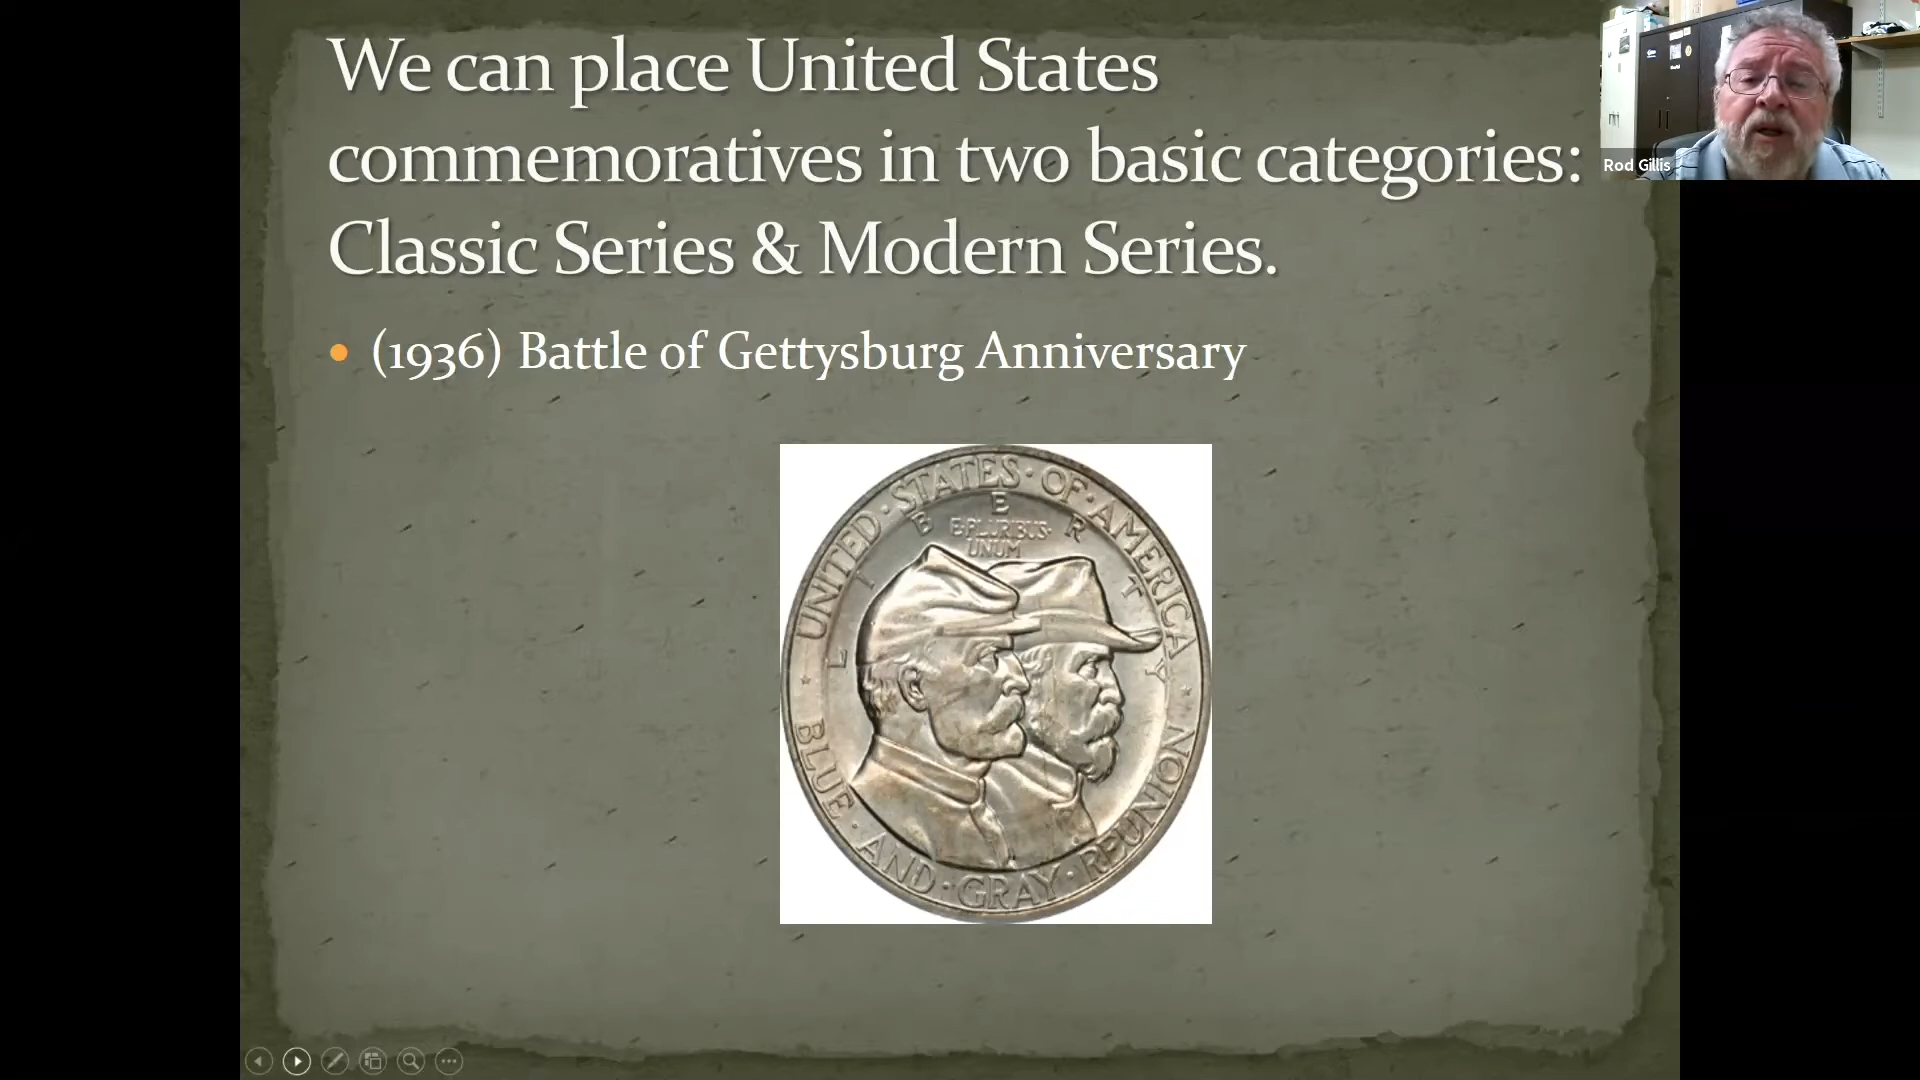 We can place United States
commemoratives in two basic categories:
Classic Series & Modern Series.
Rod Gillis
• (1936) Battle of Gettysburg Anniversary
UNITED · STATES · OF · AMERICA
LIBERTY
E·PLURIBUS·
UNUM
BLUE · AND · GRAY · REUNION